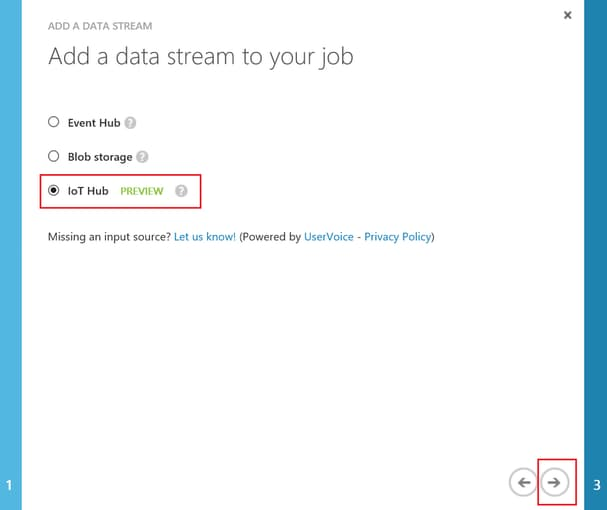 ADD A DATA STREAM
Add a data stream to your job
Event Hub ?
Blob storage ?
IoT Hub PREVIEW ?
Missing an input source? Let us know! (Powered by UserVoice - Privacy Policy)
1
3